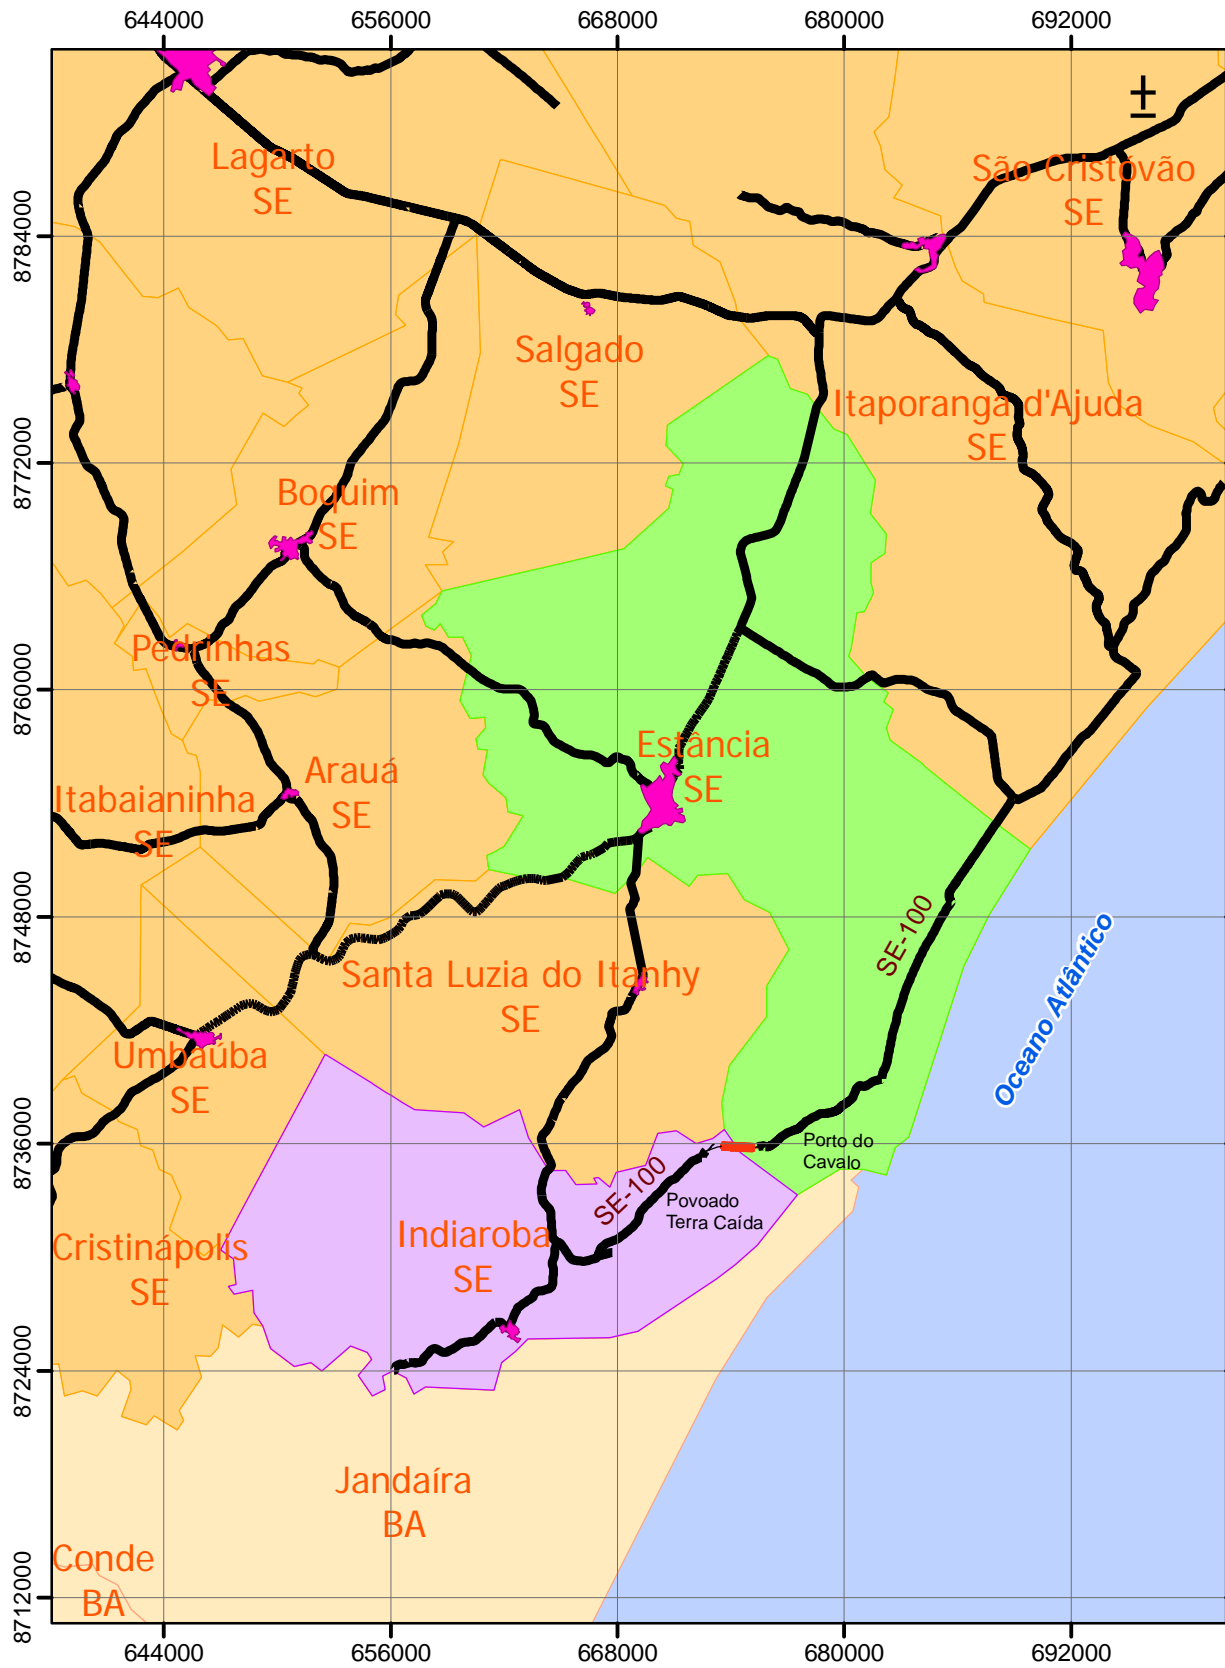 644000 656000 668000 680000 692000
8784000
8772000
8760000
8748000
8736000
8724000
8712000
Lagarto
SE
São Cristóvão
SE
Salgado
SE
Itaporanga d'Ajuda
SE
Boquim
SE
Pedrinhas
SE
Estância
SE
Arauá
SE
Itabaianinha
SE
SE-100
Oceano Atlântico
Santa Luzia do Itanhy
SE
Umbaúba
SE
Porto do
Cavalo
SE-100
Povoado
Terra Caída
Indiaroba
SE
Cristinápolis
SE
Jandaíra
BA
Conde
BA
644000 656000 668000 680000 692000